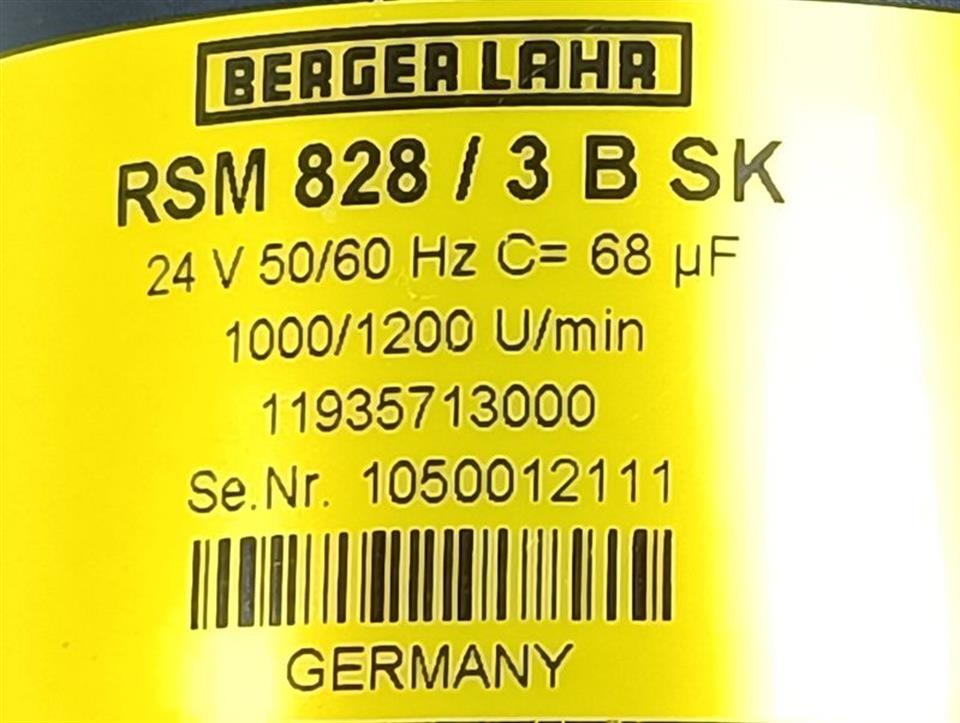 BERGER LAHR
RSM 828 / 3 B SK
24 V 50/60 Hz C= 68 µF
1000/1200 U/min
11935713000
Se.Nr. 1050012111
GERMANY